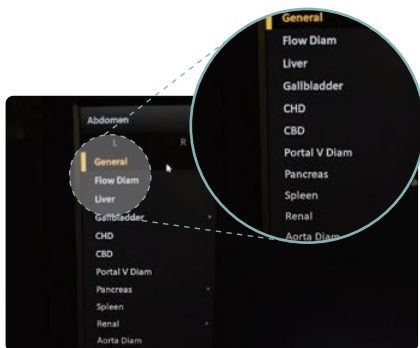 Abdomen
L R
General
Flow Diam
Liver
Gallbladder
CHD
CBD
Portal V Diam
Pancreas
Spleen
Renal
Aorta Diam
General
Flow Diam
Liver
Gallbladder
CHD
CBD
Portal V Diam
Pancreas
Spleen
Renal
Aorta Diam